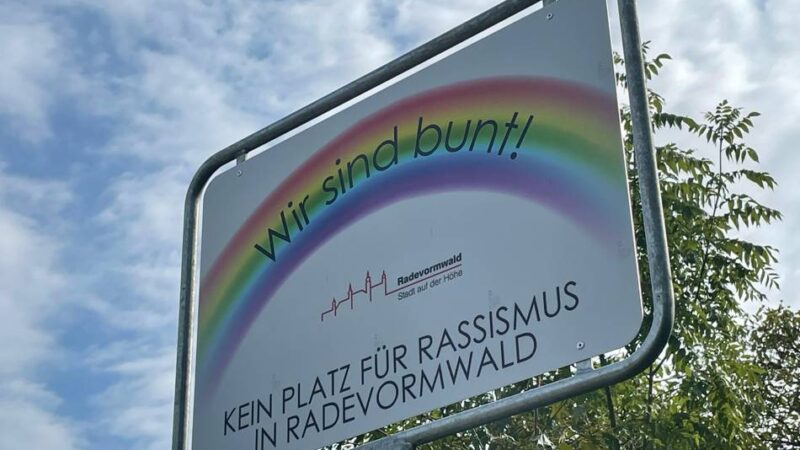 Wir sind bunt!
Radevormwald
Stadt auf der Höhe
KEIN PLATZ FÜR RASSISMUS
IN RADEVORMWALD